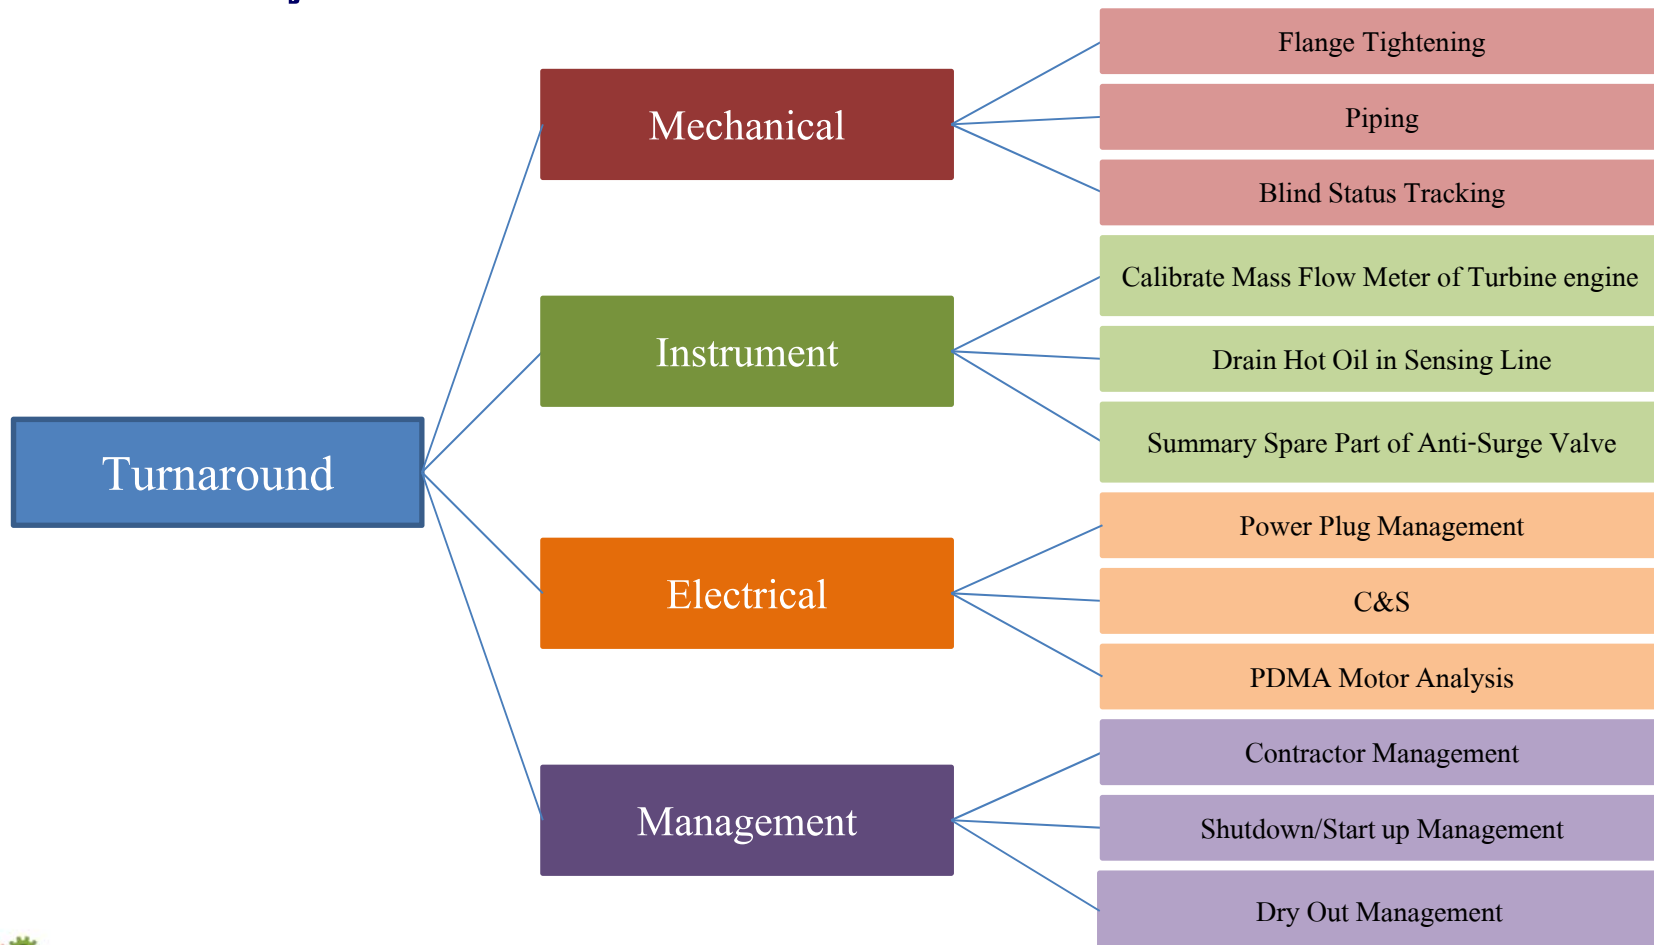 Turnaround
Mechanical
Flange Tightening
Piping
Blind Status Tracking
Instrument
Calibrate Mass Flow Meter of Turbine engine
Drain Hot Oil in Sensing Line
Summary Spare Part of Anti-Surge Valve
Electrical
Power Plug Management
C&S
PDMA Motor Analysis
Management
Contractor Management
Shutdown/Start up Management
Dry Out Management